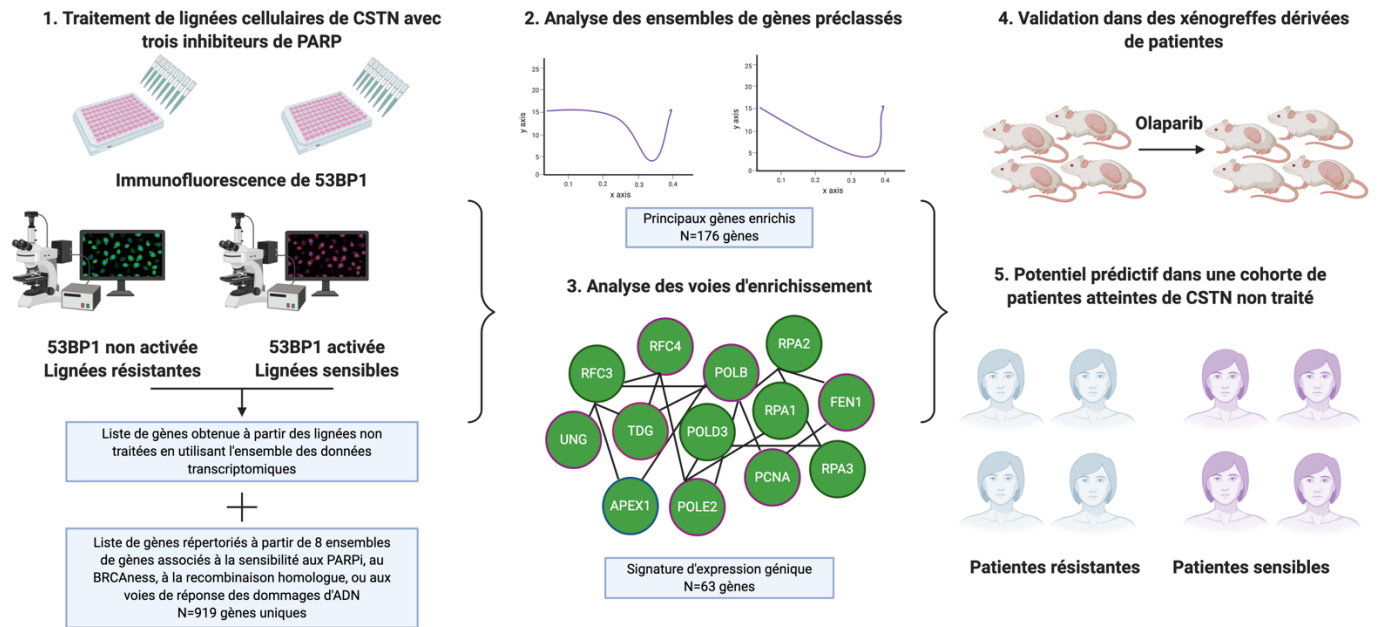 1. Traitement de lignées cellulaires de CSTN avec
trois inhibiteurs de PARP
Immunofluorescence de 53BP1
53BP1 non activée
Lignées résistantes
53BP1 activée
Lignées sensibles
Liste de gènes obtenue à partir des lignées non
traitées en utilisant l'ensemble des données
transcriptomiques
+
Liste de gènes répertoriés à partir de 8 ensembles
de gènes associés à la sensibilité aux PARPi, au
BRCAness, à la recombinaison homologue, ou aux
voies de réponse des dommages d'ADN
N=919 gènes uniques
2. Analyse des ensembles de gènes préclassés
25
20
15
10
5
0
y axis
0.1
0.2
0.3
0.4
x axis
25
20
15
10
5
0
y axis
0.1
0.2
0.3
0.4
x axis
Principaux gènes enrichis
N=176 gènes
3. Analyse des voies d'enrichissement
RFC4
RPA2
RFC3
POLB
FEN1
RPA1
UNG
TDG
POLD3
PCNA
RPA3
APEX1
POLE2
Signature d'expression génique
N=63 gènes
4. Validation dans des xénogreffes dérivées
de patientes
Olaparib
5. Potentiel prédictif dans une cohorte de
patientes atteintes de CSTN non traité
Patientes résistantes
Patientes sensibles